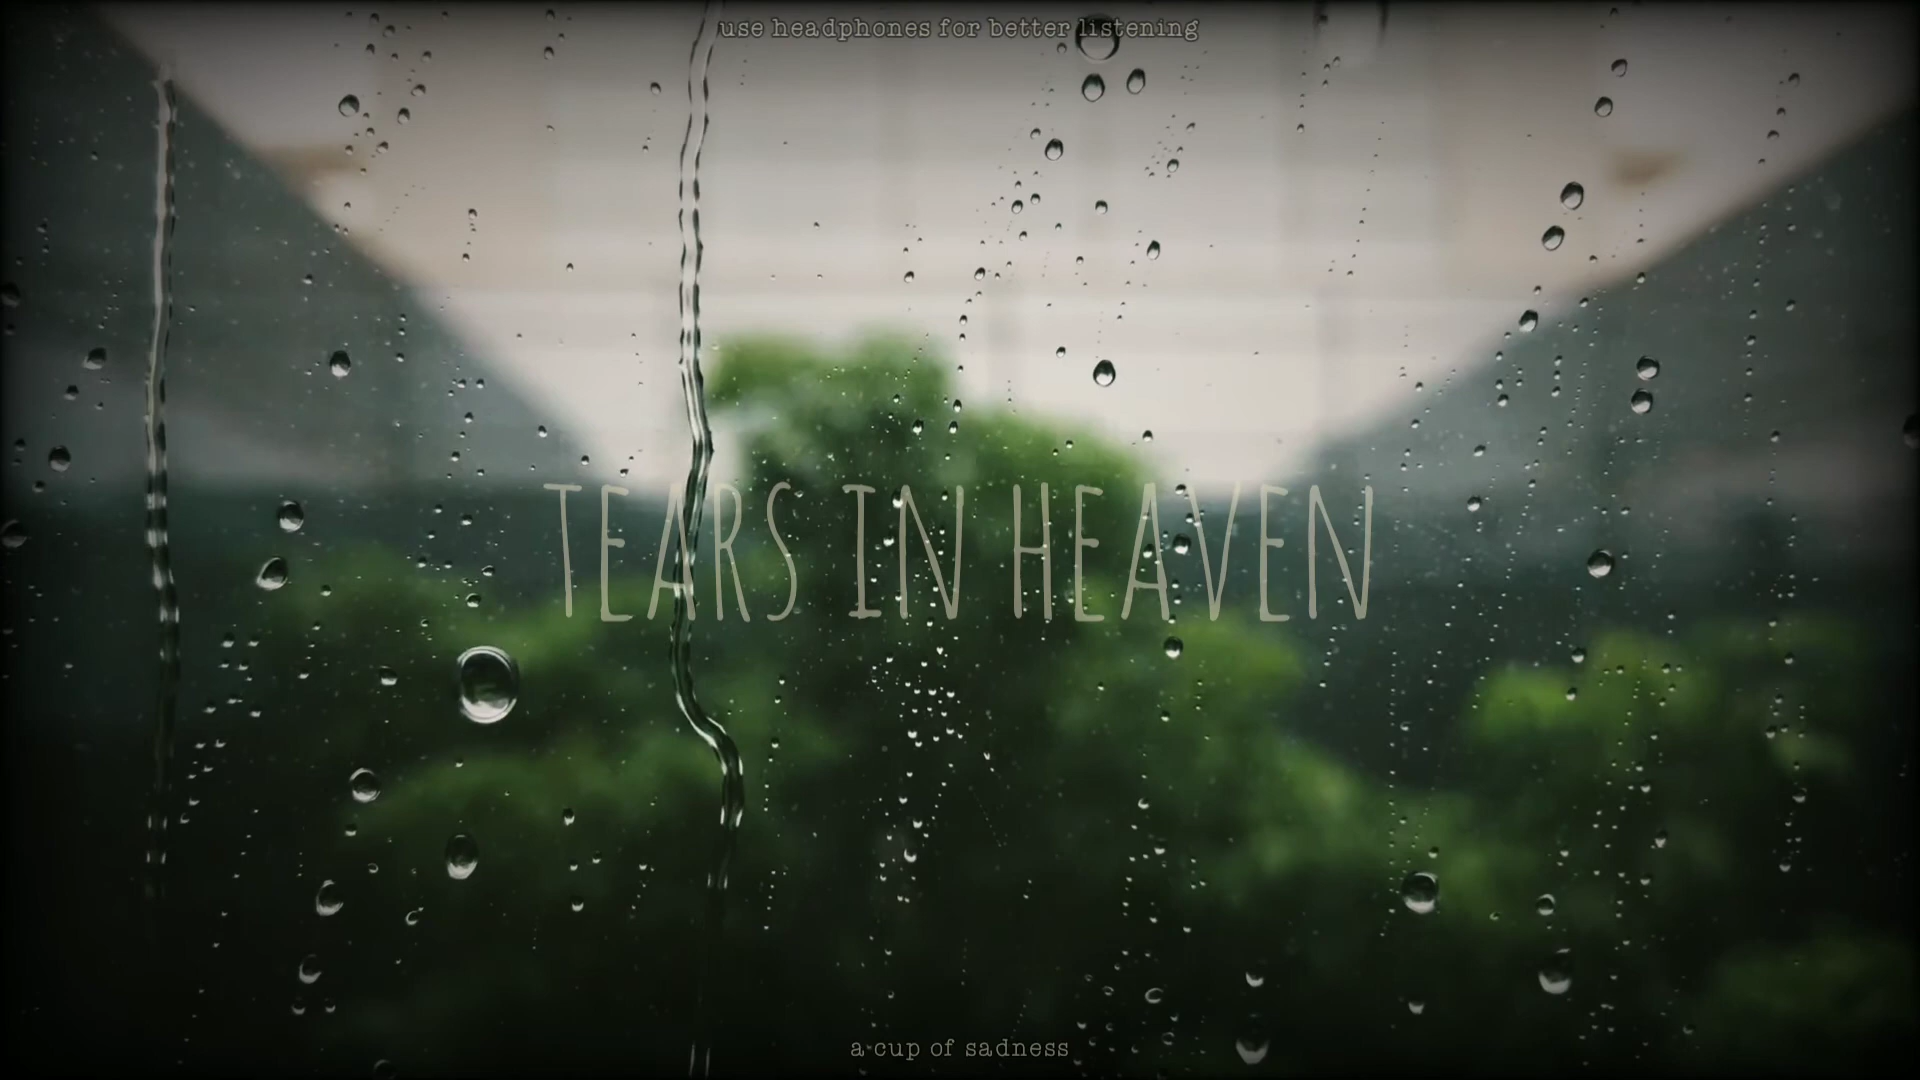 use headphones for better listening
TEARS IN HEAVEN
a cup of sadness